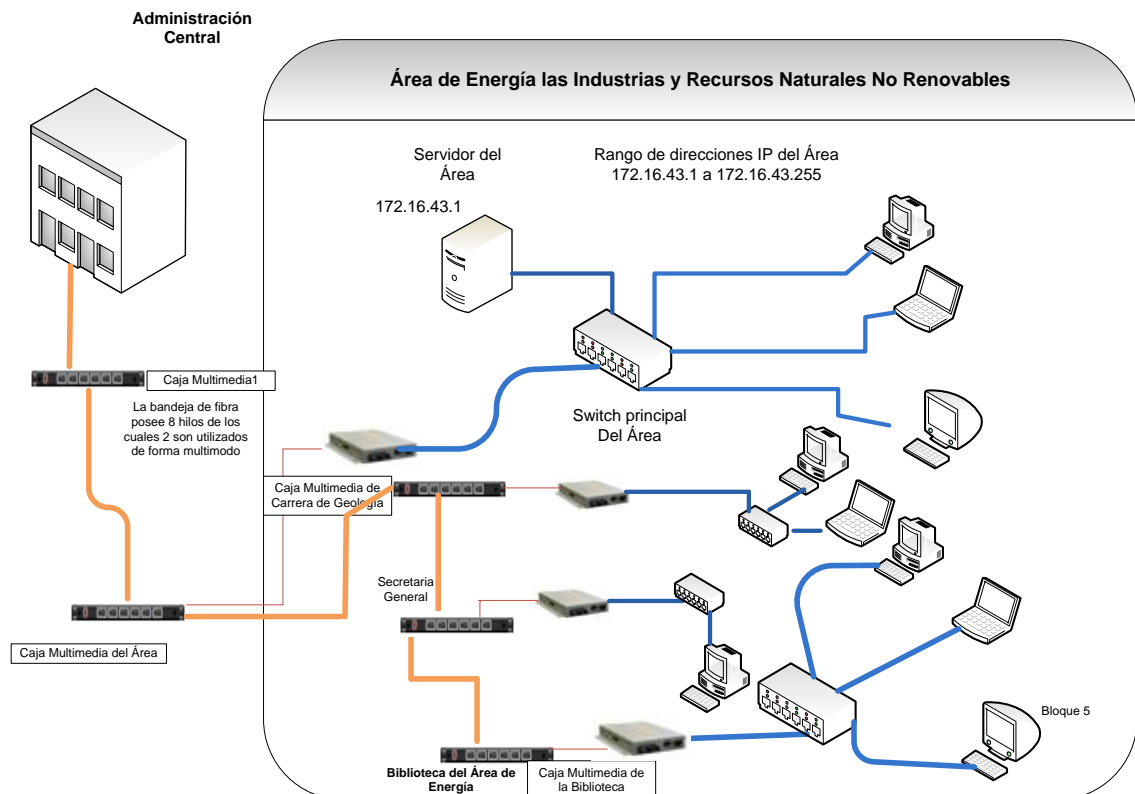 Administración
Central
Área de Energía las Industrias y Recursos Naturales No Renovables
Servidor del
Área
172.16.43.1
Rango de direcciones IP del Área
172.16.43.1 a 172.16.43.255
Caja Multimedia1
La bandeja de fibra
posee 8 hilos de los
cuales 2 son utilizados
de forma multimodo
Switch principal
Del Área
Caja Multimedia de
Carrera de Geología
Secretaria
General
Caja Multimedia del Área
Bloque 5
Biblioteca del Área de
Energía
Caja Multimedia de
la Biblioteca